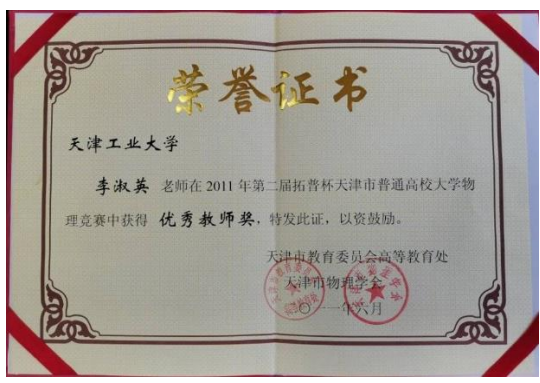 荣誉证书
天津工业大学
李淑英 老师在 2011 年第二届拓普杯天津市普通高校大学物
理竞赛中获得 优秀教师奖，特发此证，以资鼓励。
天津市教育委员会高等教育处
天津市物理学会
二〇一一年六月